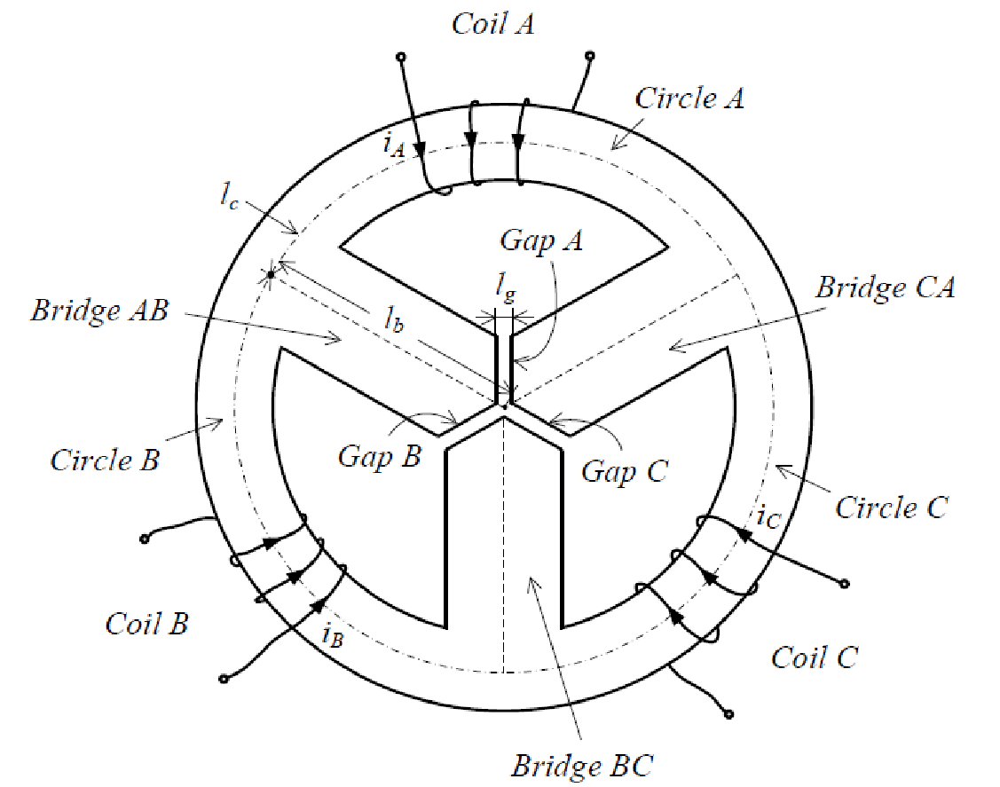 Coil A
Circle A
i_A
l_c
Gap A
l_g
Bridge CA
Bridge AB
l_b
Gap B
Gap C
Circle B
Circle C
i_C
Coil B
i_B
Coil C
Bridge BC